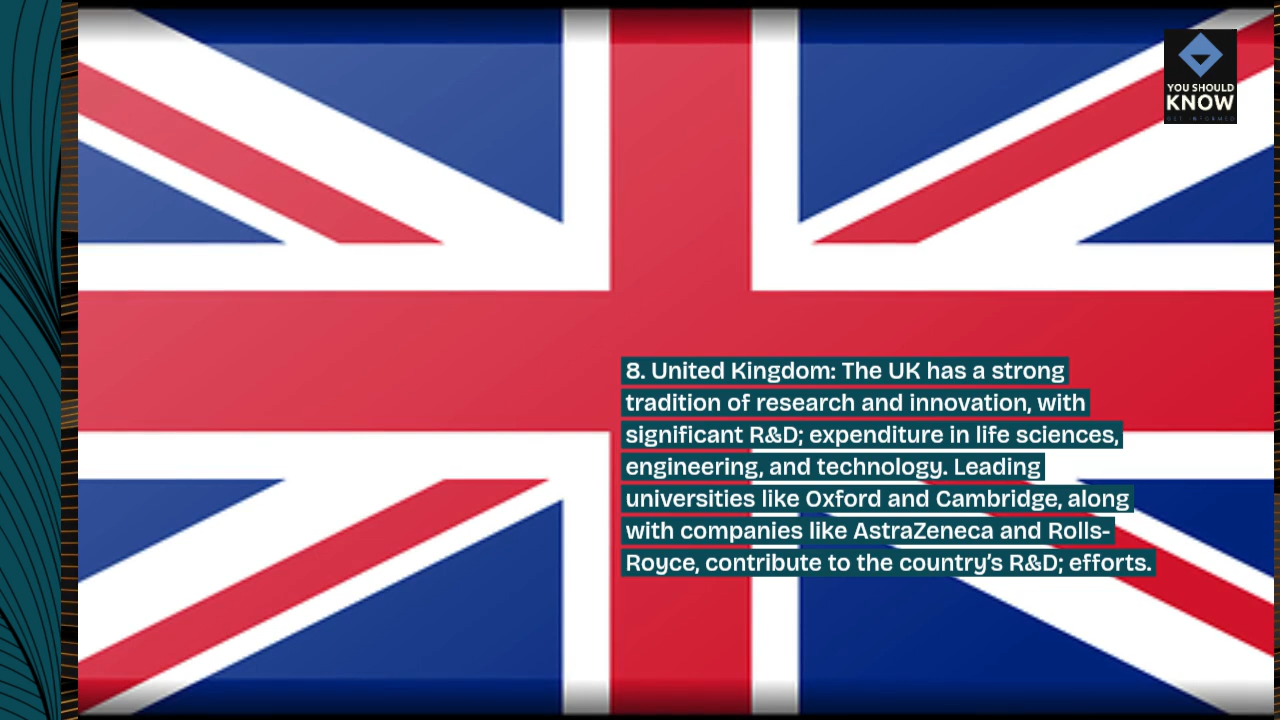 YOU SHOULD
KNOW
GET INFORMED
8. United Kingdom: The UK has a strong
tradition of research and innovation, with
significant R&D; expenditure in life sciences,
engineering, and technology. Leading
universities like Oxford and Cambridge, along
with companies like AstraZeneca and Rolls-
Royce, contribute to the country’s R&D; efforts.